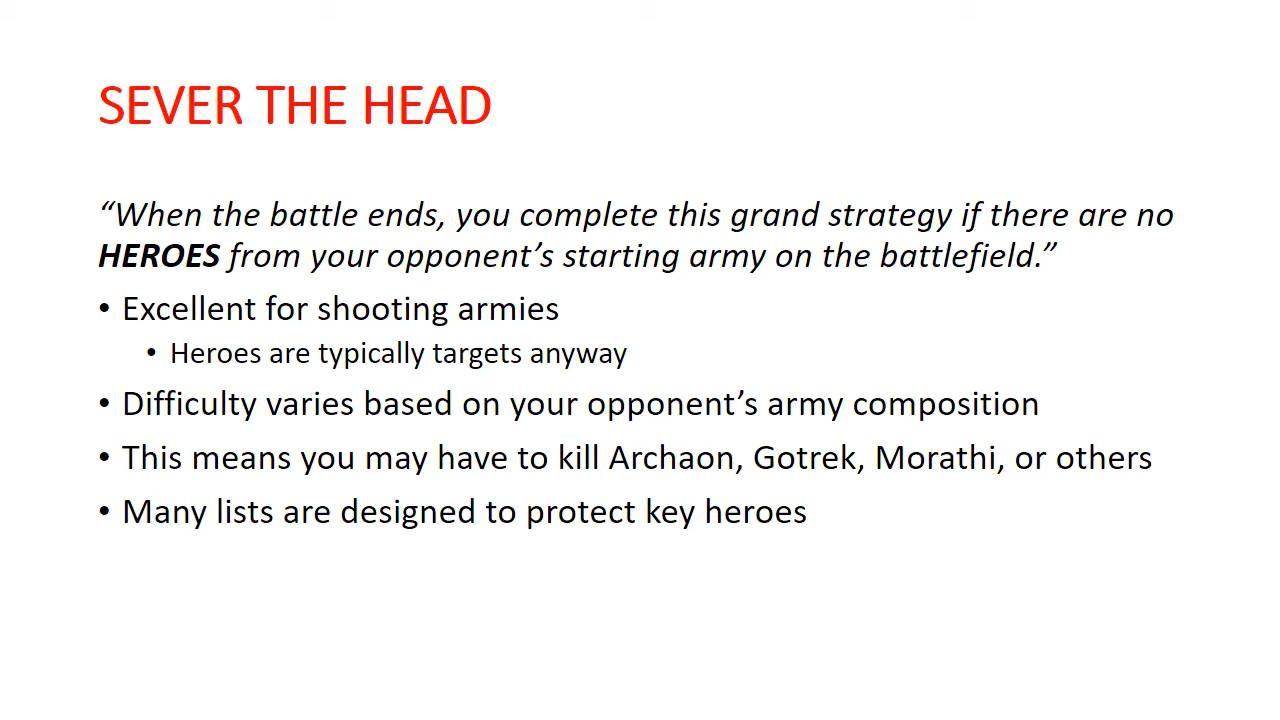 SEVER THE HEAD
“When the battle ends, you complete this grand strategy if there are no
HEROES from your opponent’s starting army on the battlefield.”
• Excellent for shooting armies
• Heroes are typically targets anyway
• Difficulty varies based on your opponent’s army composition
• This means you may have to kill Archaon, Gotrek, Morathi, or others
• Many lists are designed to protect key heroes